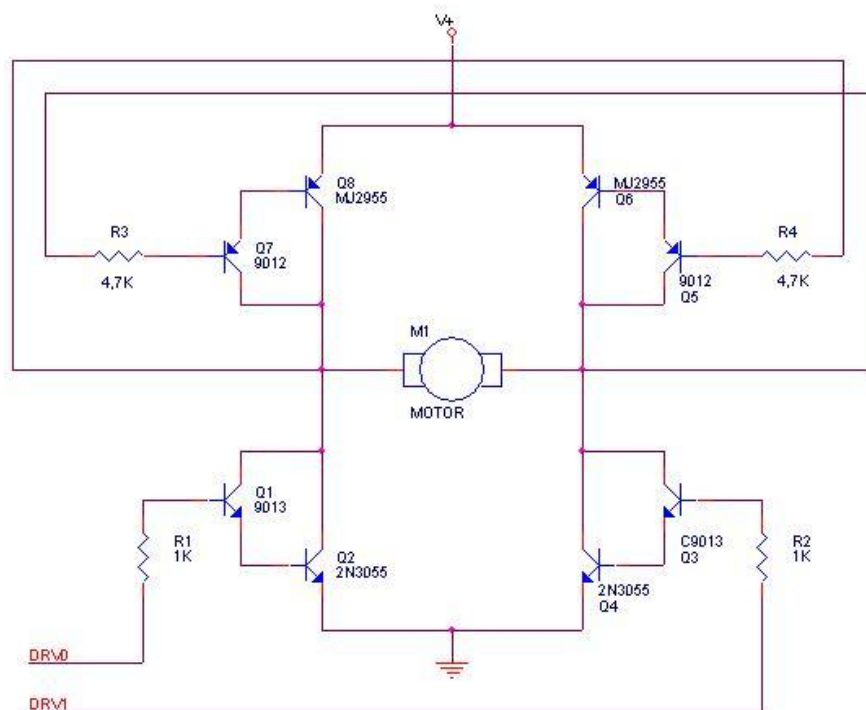 V+
Q8
MJ2955
MJ2955
Q6
R3
4,7K
Q7
9012
R4
4,7K
9012
Q5
M1
MOTOR
Q1
9013
R1
1K
Q2
2N3055
C9013
Q3
R2
1K
2N3055
Q4
DRV0
DRV1